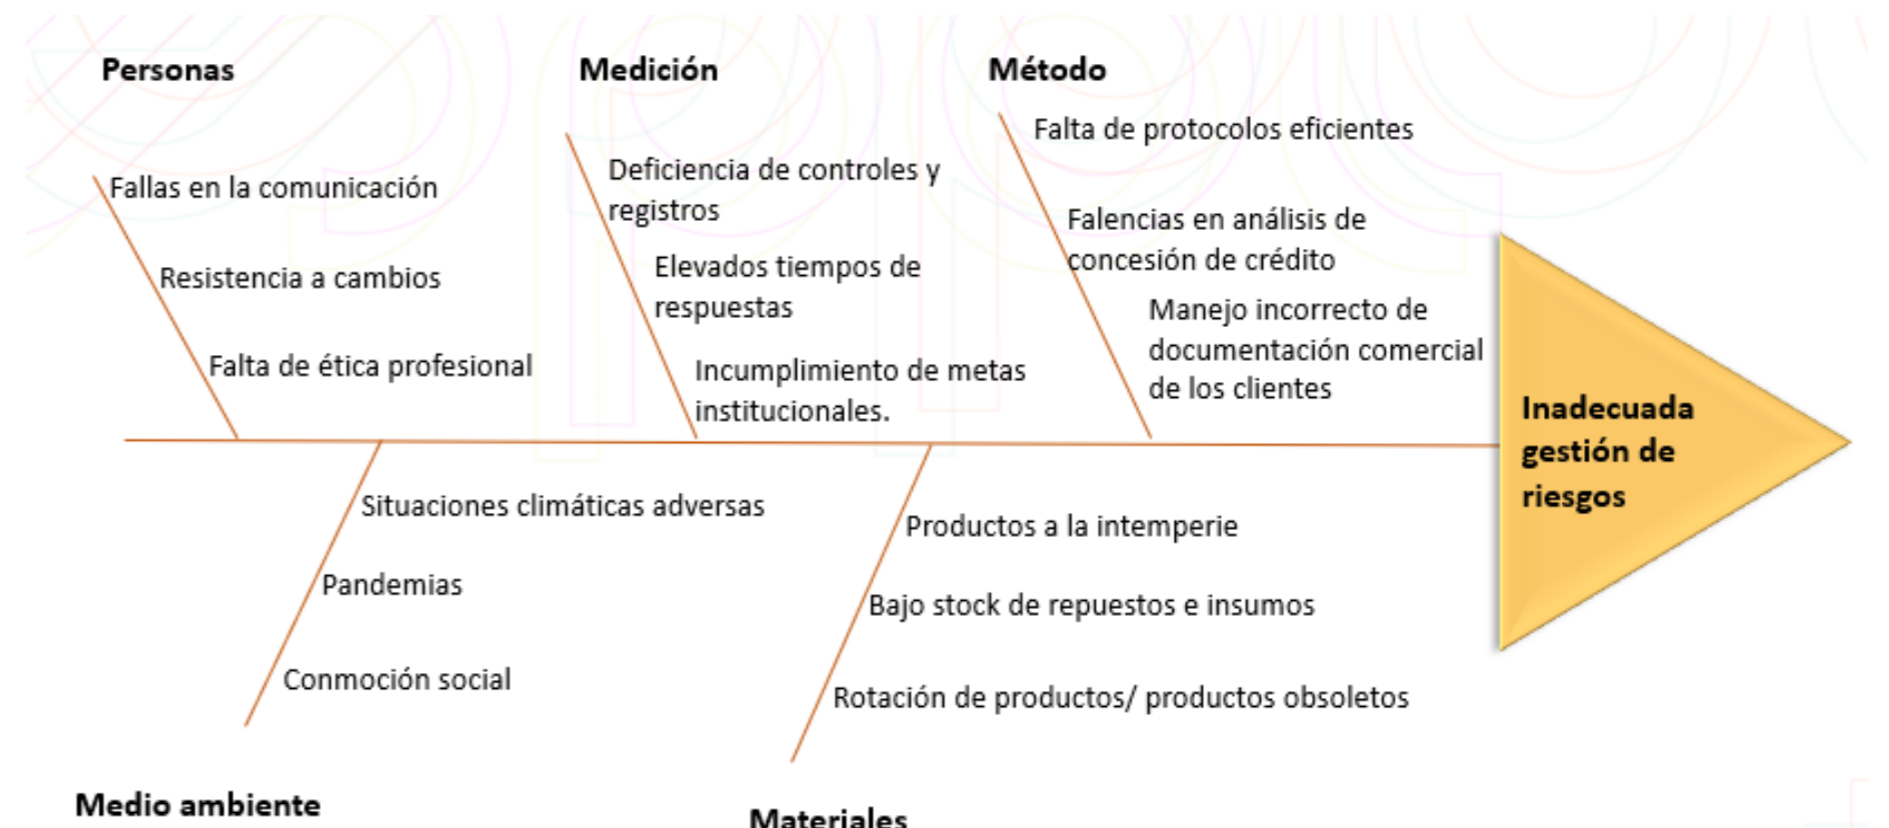 Personas
Fallas en la comunicación
Resistencia a cambios
Falta de ética profesional
Medición
Deficiencia de controles y
registros
Elevados tiempos de
respuestas
Incumplimiento de metas
institucionales.
Método
Falta de protocolos eficientes
Falencias en análisis de
concesión de crédito
Manejo incorrecto de
documentación comercial
de los clientes
Inadecuada
gestión de
riesgos
Situaciones climáticas adversas
Pandemias
Conmoción social
Medio ambiente
Productos a la intemperie
Bajo stock de repuestos e insumos
Rotación de productos/ productos obsoletos
Materiales